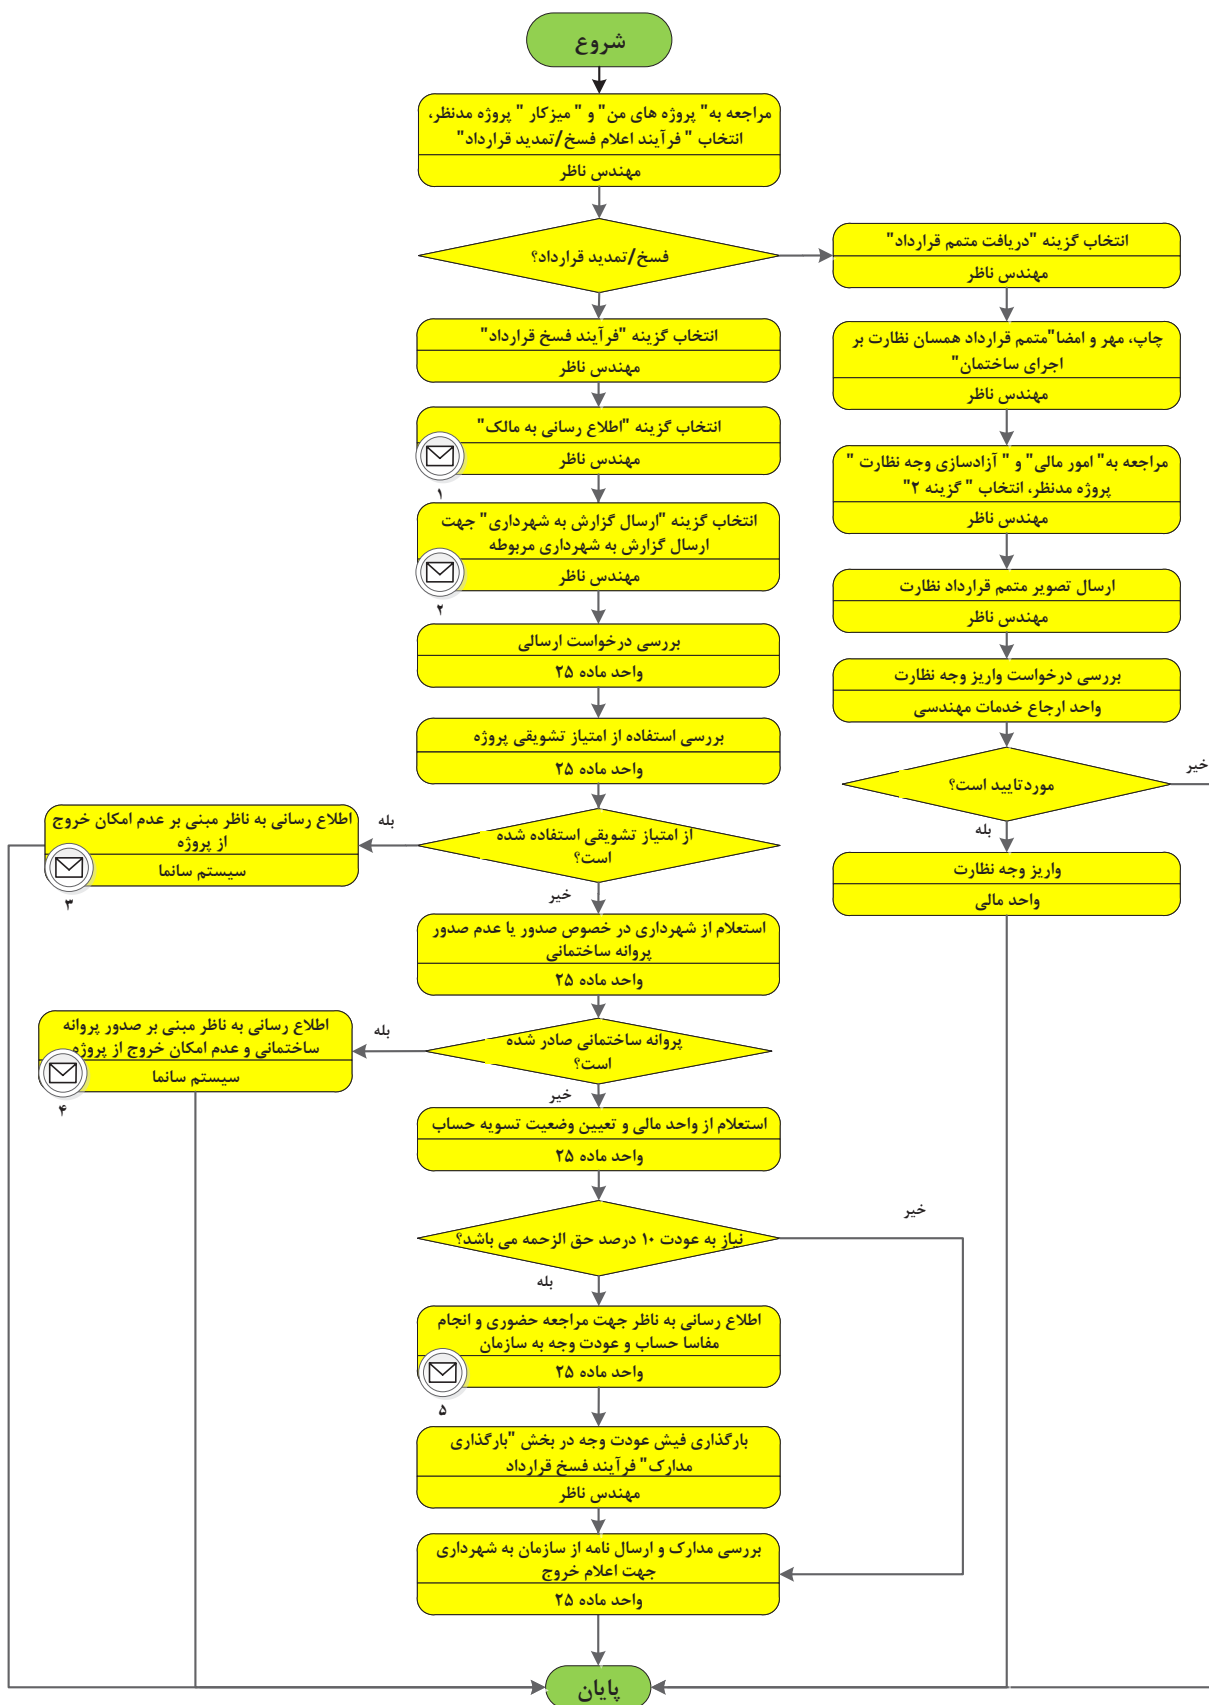 شروع
مراجعه به" پروژه های من" و " میزکار " پروژه مدنظر،
انتخاب " فرآیند اعلام فسخ/تمدید قرارداد"
مهندس ناظر
فسخ/تمدید قرارداد؟
انتخاب گزینه "دریافت متمم قرارداد"
مهندس ناظر
چاپ، مهر و امضا"متمم قرارداد همسان نظارت بر
اجرای ساختمان"
مهندس ناظر
مراجعه به" امور مالی" و " آزادسازی وجه نظارت "
پروژه مدنظر، انتخاب " گزینه ۲"
مهندس ناظر
ارسال تصویر متمم قرارداد نظارت
مهندس ناظر
بررسی درخواست واریز وجه نظارت
واحد ارجاع خدمات مهندسی
موردتایید است؟
خیر
بله
واریز وجه نظارت
واحد مالی
انتخاب گزینه "فرآیند فسخ قرارداد"
مهندس ناظر
انتخاب گزینه "اطلاع رسانی به مالک"
مهندس ناظر
۱
انتخاب گزینه "ارسال گزارش به شهرداری" جهت
ارسال گزارش به شهرداری مربوطه
مهندس ناظر
۲
بررسی درخواست ارسالی
واحد ماده ۲۵
بررسی استفاده از امتیاز تشویقی پروژه
واحد ماده ۲۵
از امتیاز تشویقی استفاده شده
است؟
بله
اطلاع رسانی به ناظر مبنی بر عدم امکان خروج
از پروژه
سیستم سانما
۳
خیر
استعلام از شهرداری در خصوص صدور یا عدم صدور
پروانه ساختمانی
واحد ماده ۲۵
پروانه ساختمانی صادر شده
است؟
بله
اطلاع رسانی به ناظر مبنی بر صدور پروانه
ساختمانی و عدم امکان خروج از پروژه
سیستم سانما
۴
خیر
استعلام از واحد مالی و تعیین وضعیت تسویه حساب
واحد ماده ۲۵
نیاز به عودت ۱۰ درصد حق الزحمه می باشد؟
خیر
بله
اطلاع رسانی به ناظر جهت مراجعه حضوری و انجام
مفاسا حساب و عودت وجه به سازمان
واحد ماده ۲۵
۵
بارگذاری فیش عودت وجه در بخش "بارگذاری
مدارک" فرآیند فسخ قرارداد
مهندس ناظر
بررسی مدارک و ارسال نامه از سازمان به شهرداری
جهت اعلام خروج
واحد ماده ۲۵
پایان